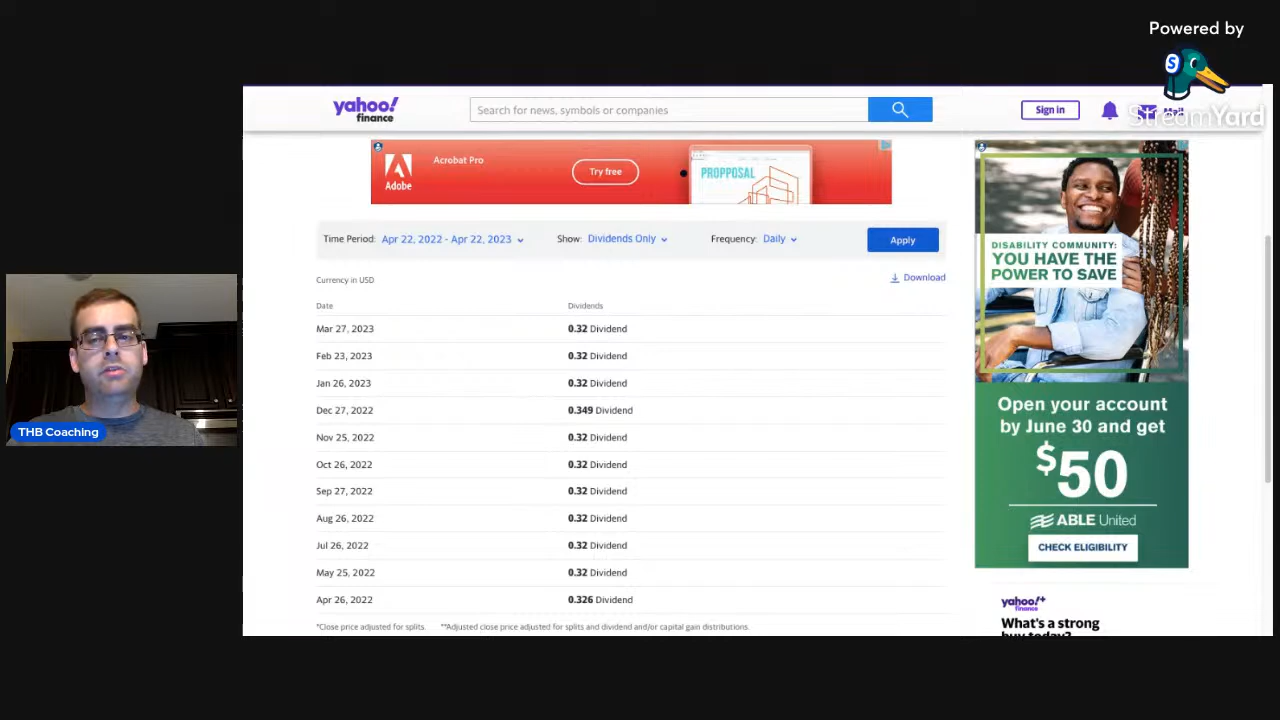 Powered by
StreamYard
yahoo!
finance
Search for news, symbols or companies
Sign in
Mail
Adobe
Acrobat Pro
Try free
PROPPOSAL
Time Period: Apr 22, 2022 - Apr 22, 2023
Show: Dividends Only
Frequency: Daily
Apply
Currency in USD
Download
Date Dividends
Mar 27, 2023 0.32 Dividend
Feb 23, 2023 0.32 Dividend
Jan 26, 2023 0.32 Dividend
Dec 27, 2022 0.349 Dividend
Nov 25, 2022 0.32 Dividend
Oct 26, 2022 0.32 Dividend
Sep 27, 2022 0.32 Dividend
Aug 26, 2022 0.32 Dividend
Jul 26, 2022 0.32 Dividend
May 25, 2022 0.32 Dividend
Apr 26, 2022 0.326 Dividend
*Close price adjusted for splits. **Adjusted close price adjusted for splits and dividend and/or capital gain distributions.
DISABILITY COMMUNITY:
YOU HAVE THE
POWER TO SAVE
Open your account
by June 30 and get
$50
ABLE United
CHECK ELIGIBILITY
yahoo!+
finance
What's a strong
buy today?
THB Coaching